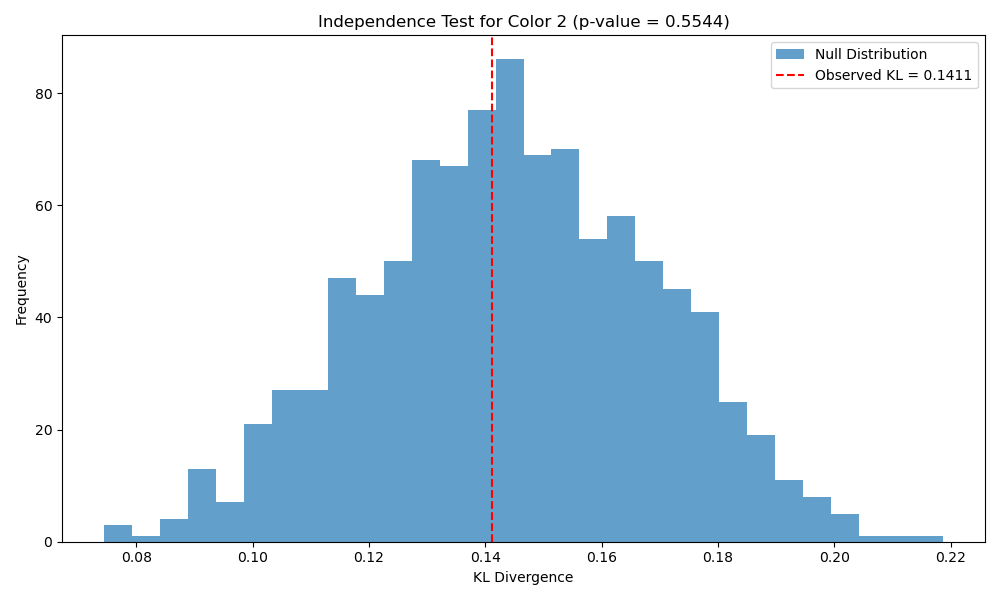 Independence Test for Color 2 (p-value = 0.5544)
Null Distribution
Observed KL = 0.1411
Frequency
80
60
40
20
0
0.08 0.10 0.12 0.14 0.16 0.18 0.20 0.22
KL Divergence